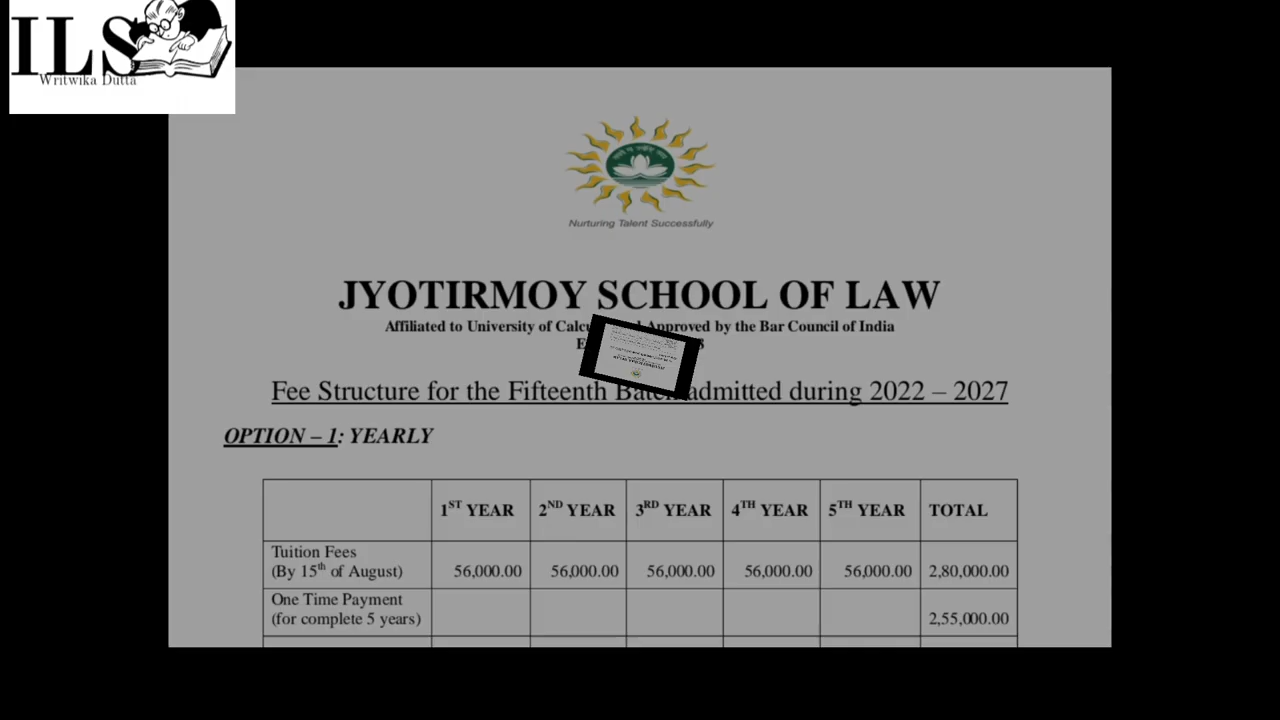 ILS
Writwika Dutta
Nurturing Talent Successfully
JYOTIRMOY SCHOOL OF LAW
Affiliated to University of Approved by the Bar Council of India
Fee Structure for the Fifteenth admitted during 2022 – 2027
OPTION – 1: YEARLY
1ST YEAR 2ND YEAR 3RD YEAR 4TH YEAR 5TH YEAR TOTAL
Tuition Fees
(By 15th of August) 56,000.00 56,000.00 56,000.00 56,000.00 56,000.00 2,80,000.00
One Time Payment
(for complete 5 years) 2,55,000.00